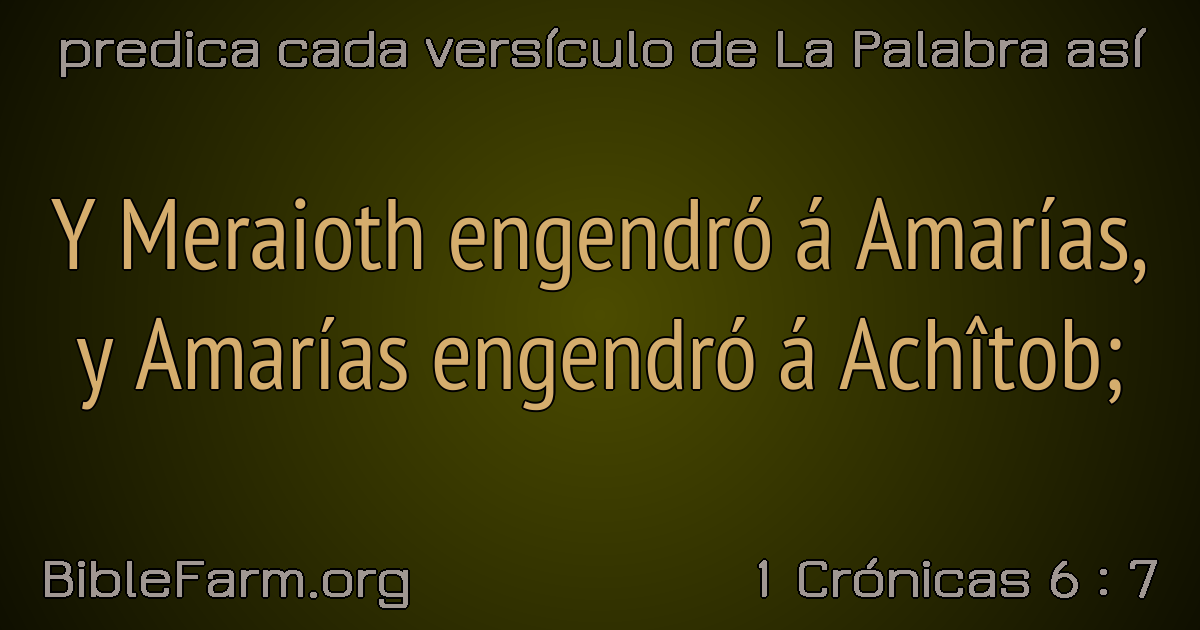 predica cada versículo de La Palabra así
Y Meraioth engendró á Amarías,
y Amarías engendró á Achîtob;
BibleFarm.org
1 Crónicas 6 : 7